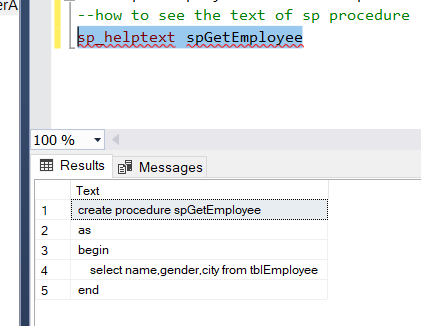 erA
--how to see the text of sp procedure
sp_helptext spGetEmployee
100 %
Results Messages
Text
1 create procedure spGetEmployee
2 as
3 begin
4 select name,gender,city from tblEmployee
5 end